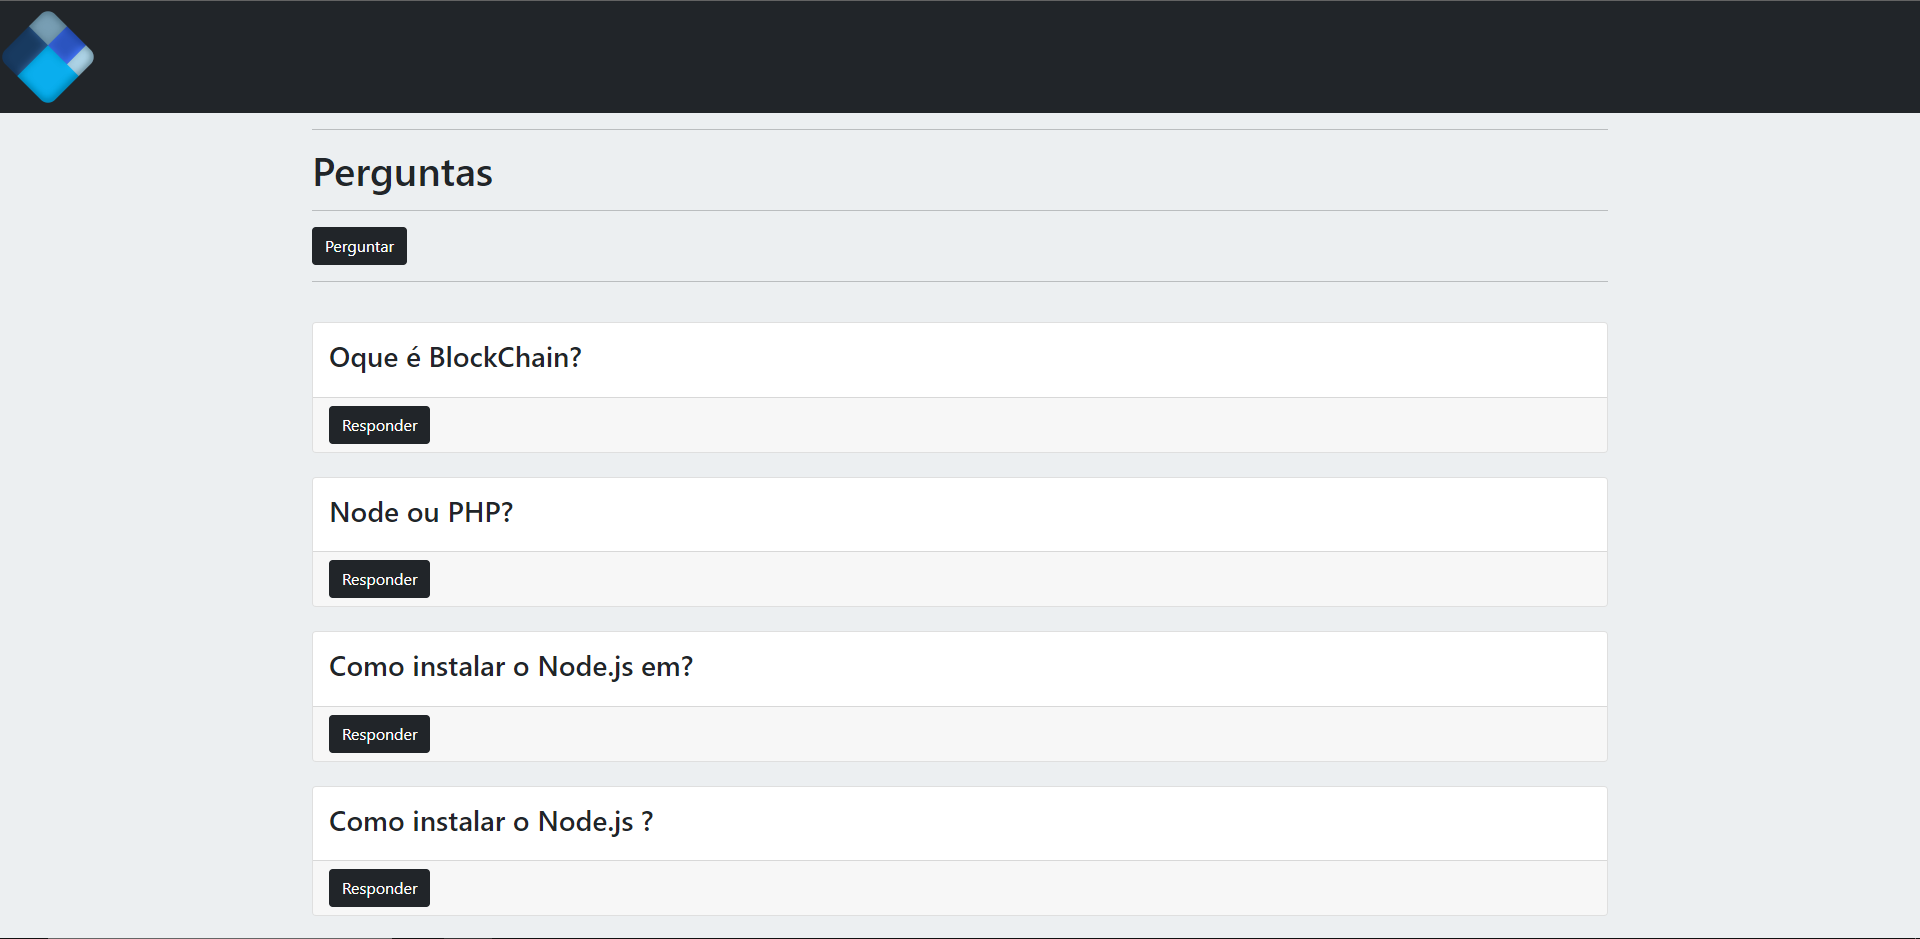 Perguntas
Perguntar
Oque é BlockChain?
Responder
Node ou PHP?
Responder
Como instalar o Node.js em?
Responder
Como instalar o Node.js ?
Responder